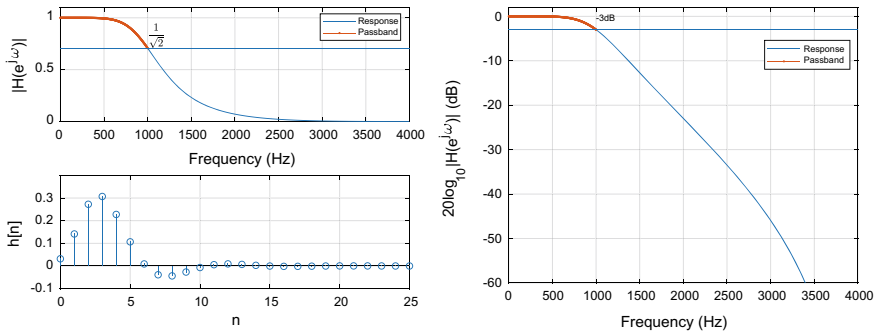 |H(e^jω)|
1
0.5
0
1/√2
Response
Passband
0 500 1000 1500 2000 2500 3000 3500 4000
Frequency (Hz)
h[n]
0.3
0.2
0.1
0
-0.1
0 5 10 15 20 25
n
20log10|H(e^jω)| (dB)
0
-10
-20
-30
-40
-50
-60
-3dB
Response
Passband
0 500 1000 1500 2000 2500 3000 3500 4000
Frequency (Hz)